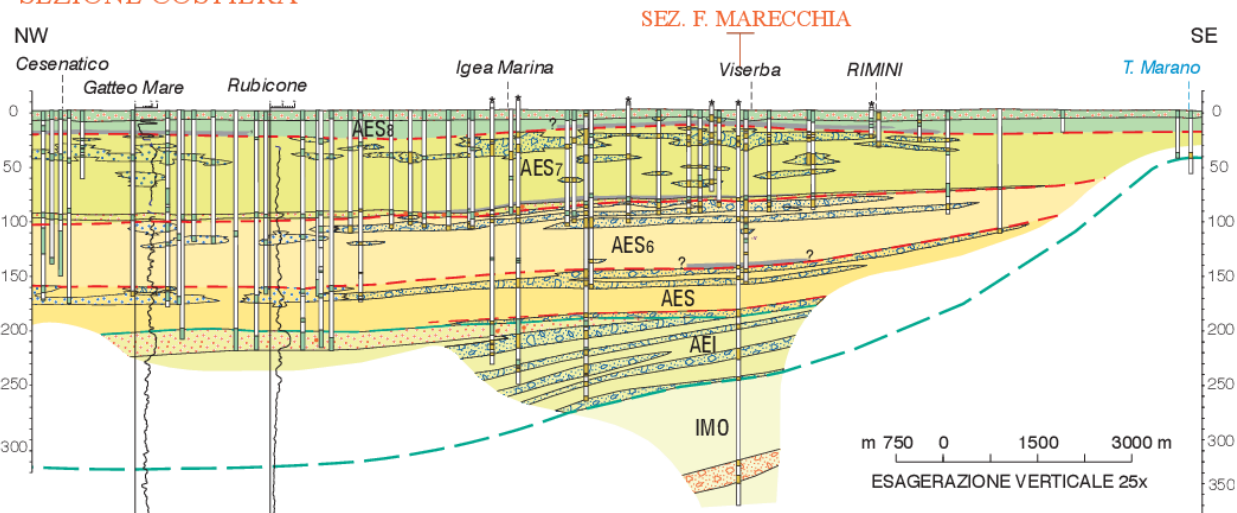 SEZIONE COSTIERA
SEZ. F. MARECCHIA
NW
SE
Cesenatico
Gatteo Mare
Rubicone
Igea Marina
Viserba
RIMINI
T. Marano
0
0
AES8
?
50
AES7
50
100
100
AES6
?
?
150
150
AES
200
200
AEI
250
250
IMO
300
300
m 750 0 1500 3000 m
ESAGERAZIONE VERTICALE 25x
350